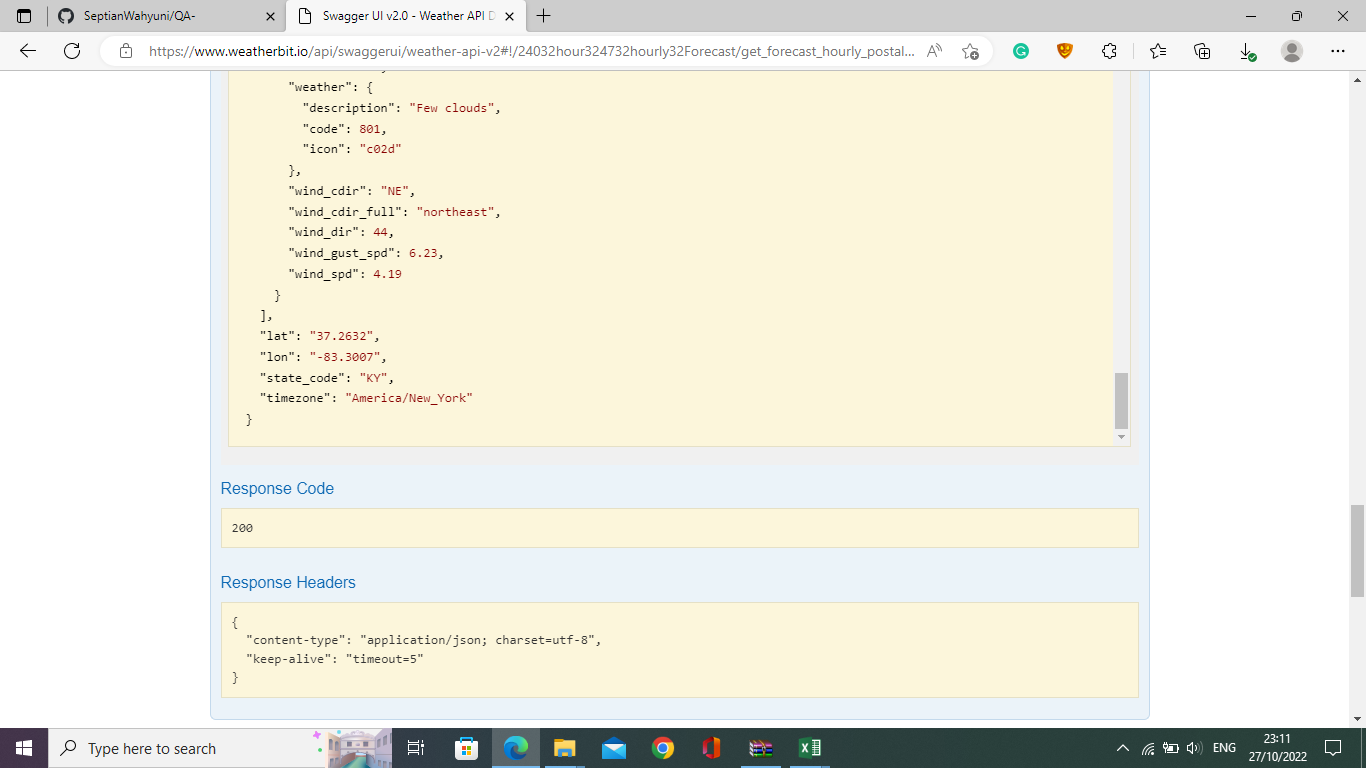 SeptianWahyuni/QA-
Swagger UI v2.0 - Weather API D
https://www.weatherbit.io/api/swaggerui/weather-api-v2#!/24032hour324732hourly32Forecast/get_forecast_hourly_postal...
"weather": {
"description": "Few clouds",
"code": 801,
"icon": "c02d"
},
"wind_cdir": "NE",
"wind_cdir_full": "northeast",
"wind_dir": 44,
"wind_gust_spd": 6.23,
"wind_spd": 4.19
}
],
"lat": "37.2632",
"lon": "-83.3007",
"state_code": "KY",
"timezone": "America/New_York"
}
Response Code
200
Response Headers
{
"content-type": "application/json; charset=utf-8",
"keep-alive": "timeout=5"
}
Type here to search
ENG
23:11
27/10/2022